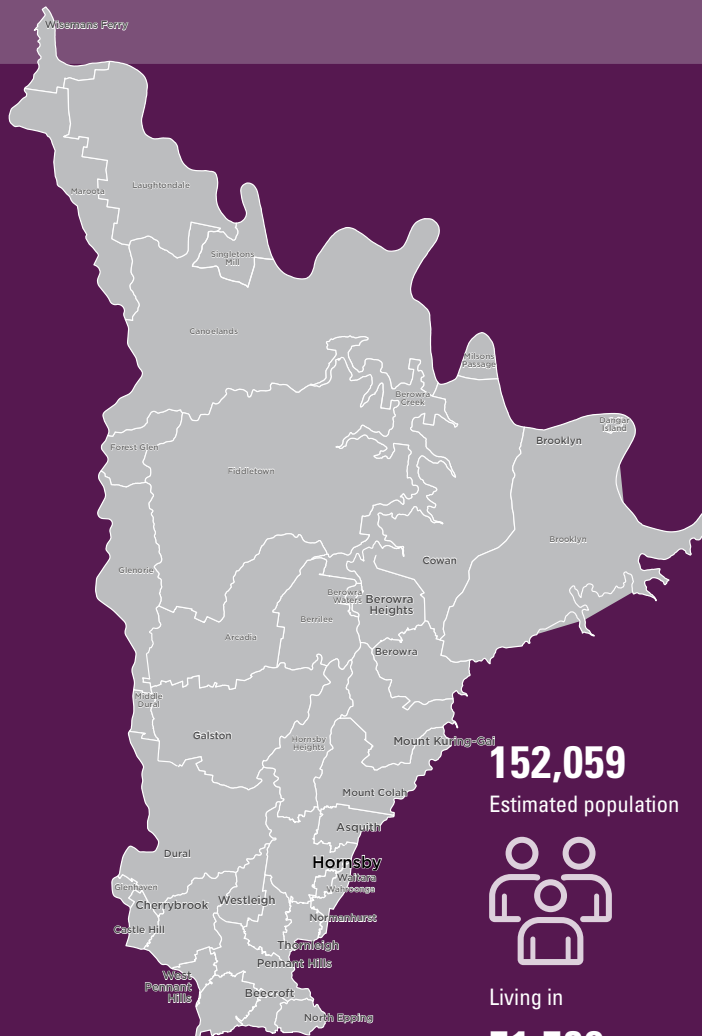 Wisemans Ferry
Maroota
Laughtondale
Singletons
Mill
Canoelands
Milsons
Passage
Berowra
Creek
Dangar
Island
Brooklyn
Forest Glen
Fiddletown
Brooklyn
Cowan
Glenorie
Berowra
Waters
Berowra
Heights
Berrilee
Arcadia
Berowra
Middle
Dural
Galston
Hornsby
Heights
Mount Kuring-Gai
152,059
Estimated population
Mount Colah
Asquith
Dural
Hornsby
Waitara
Wahroonga
Glenhaven
Cherrybrook
Westleigh
Normanhurst
Castle Hill
Thornleigh
Pennant Hills
West
Pennant
Hills
Beecroft
Living in
North Epping